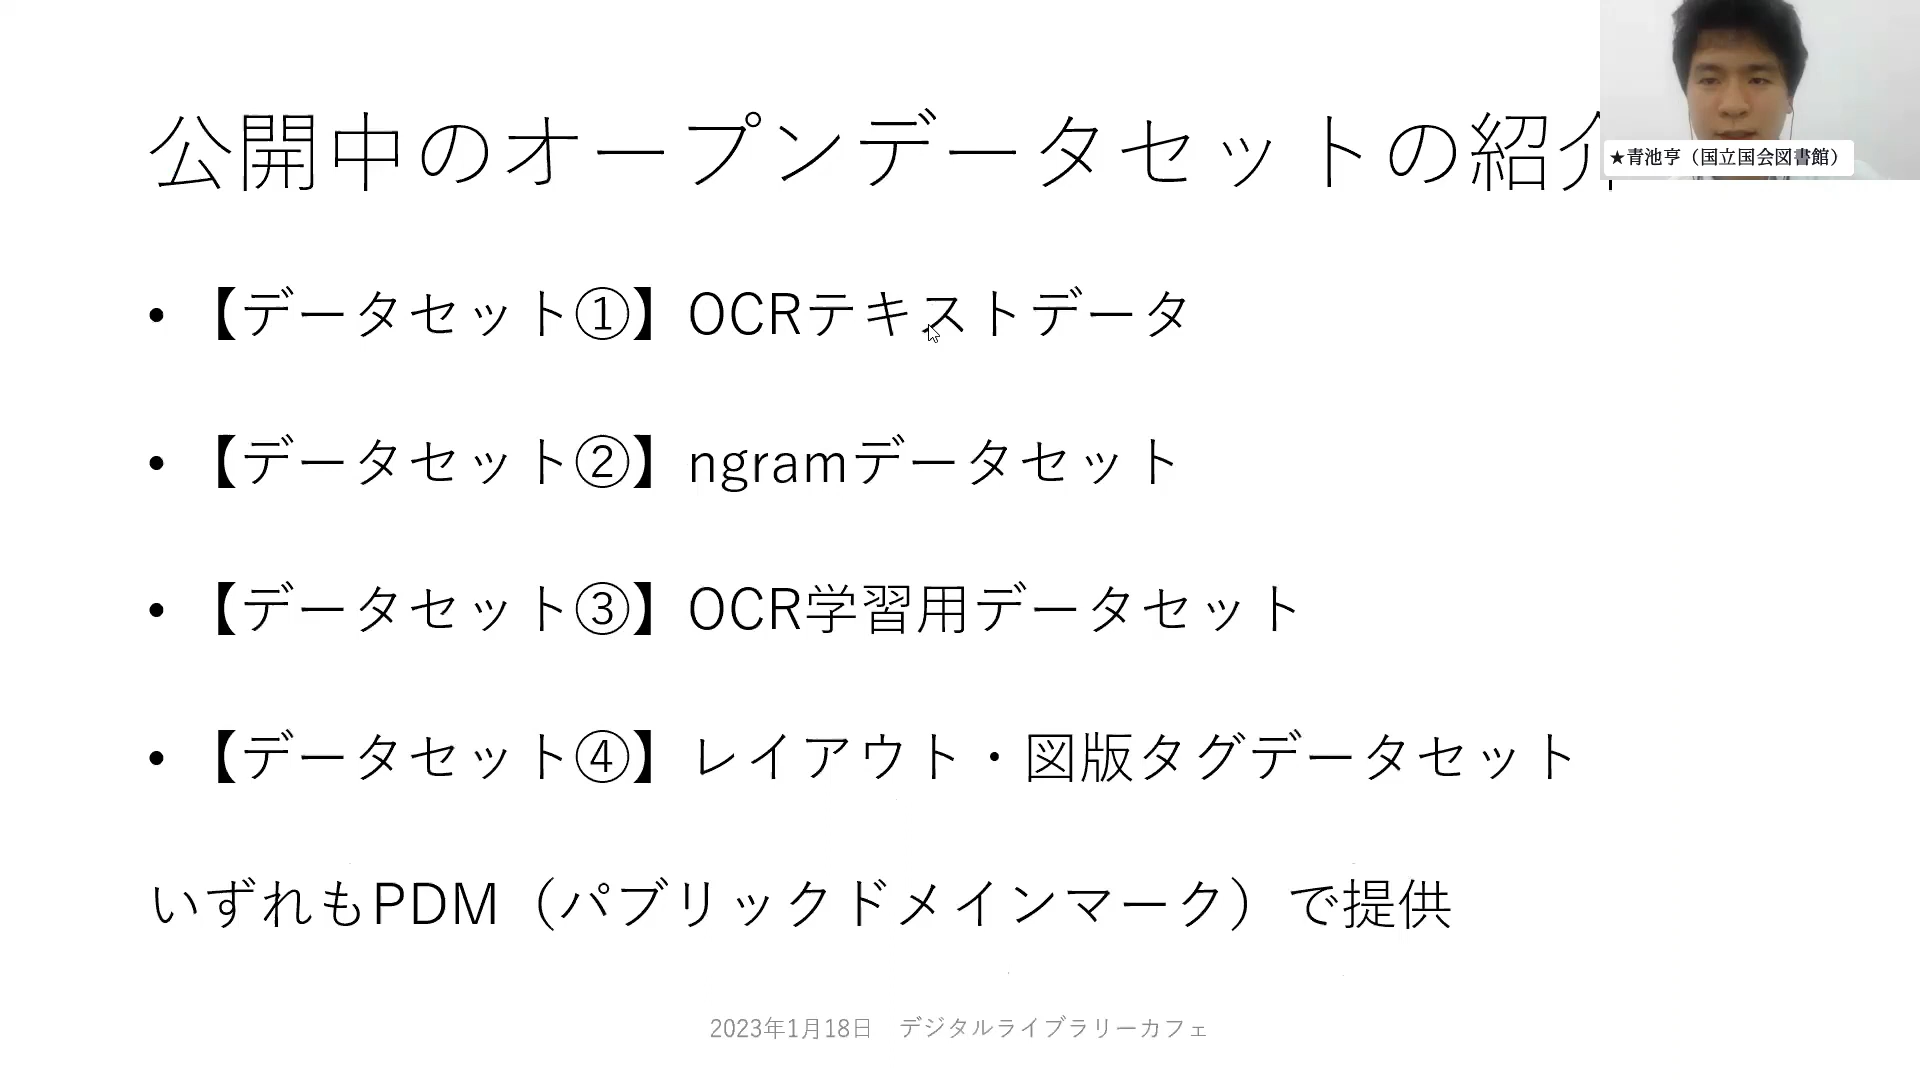 公開中のオープンデータセットの紹介
★青池亨（国立国会図書館）
• 【データセット①】OCRテキストデータ
• 【データセット②】ngramデータセット
• 【データセット③】OCR学習用データセット
• 【データセット④】レイアウト・図版タグデータセット
いずれもPDM（パブリックドメインマーク）で提供
2023年1月18日　デジタルライブラリーカフェ